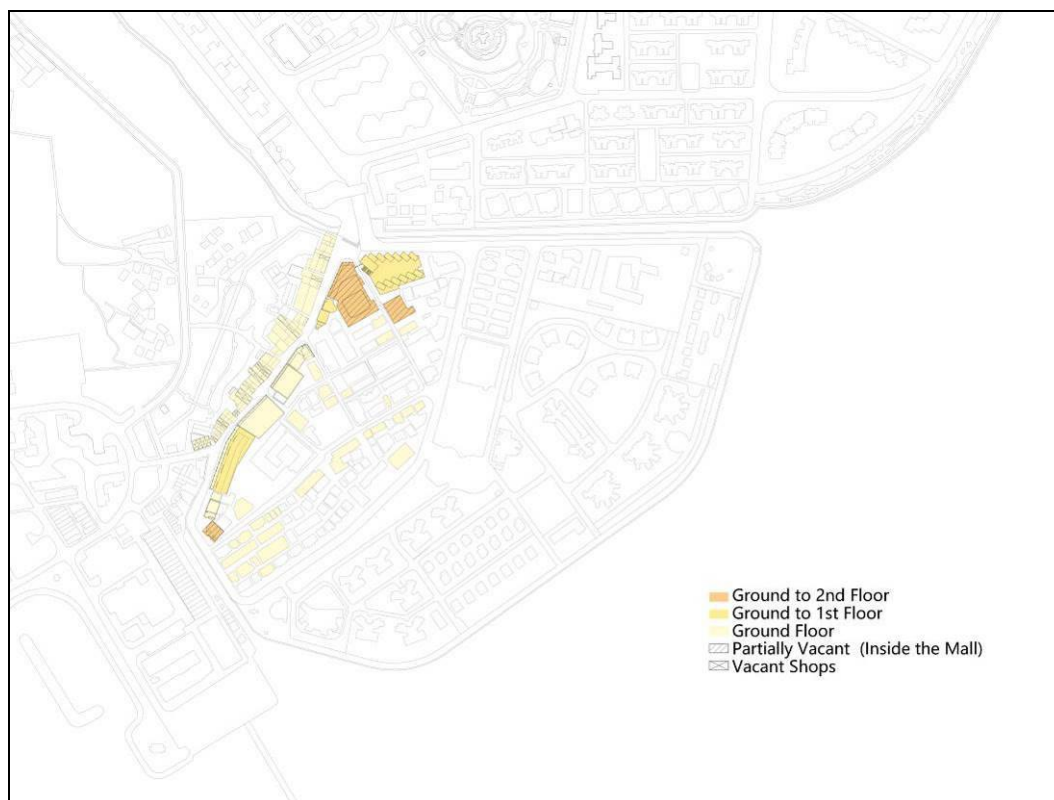 Ground to 2nd Floor
Ground to 1st Floor
Ground Floor
Partially Vacant (Inside the Mall)
Vacant Shops